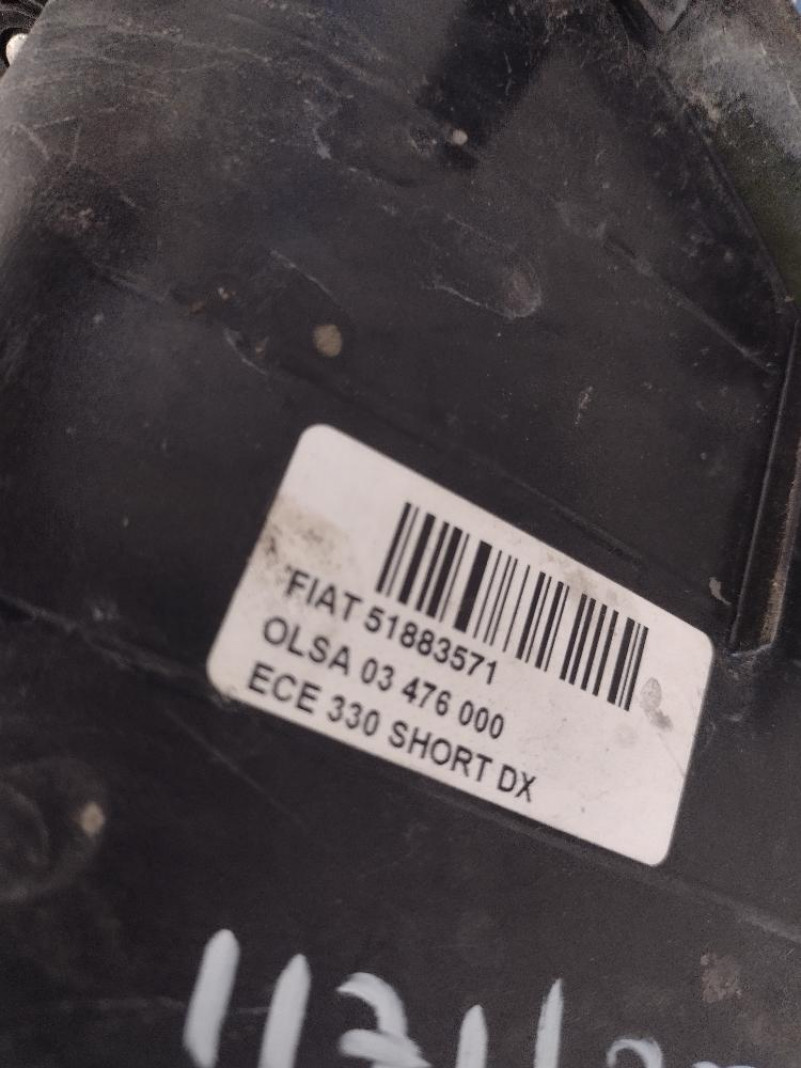 FIAT 51883571
OLSA 03 476 000
ECE 330 SHORT DX